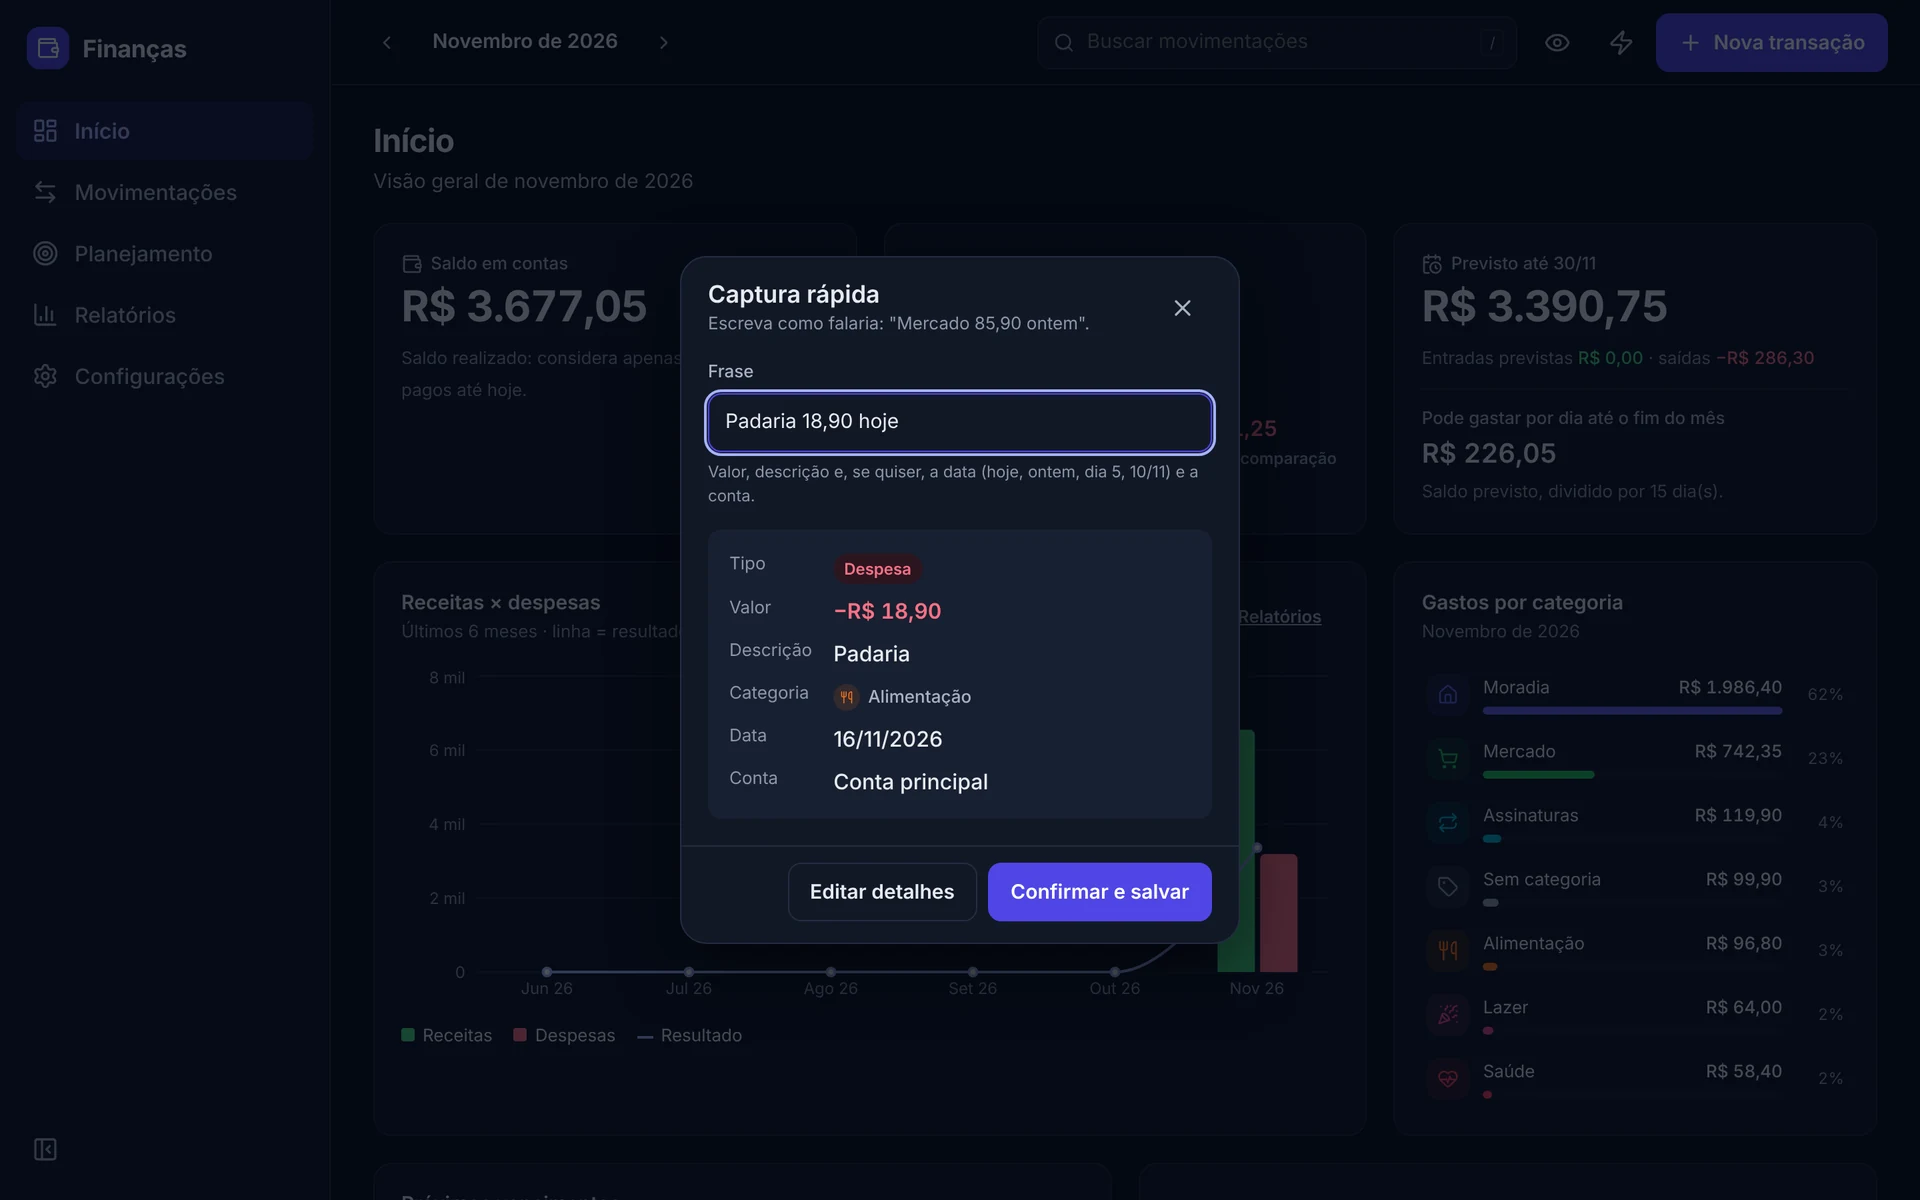 Finanças
Início
Movimentações
Planejamento
Relatórios
Configurações
Novembro de 2026
Buscar movimentações
/
Nova transação
Início
Visão geral de novembro de 2026
Saldo em contas
R$ 3.677,05
Saldo realizado: considera apenas
pagos até hoje.
,25
comparação
Previsto até 30/11
R$ 3.390,75
Entradas previstas R$ 0,00 · saídas −R$ 286,30
Pode gastar por dia até o fim do mês
R$ 226,05
Saldo previsto, dividido por 15 dia(s).
Captura rápida
Escreva como falaria: "Mercado 85,90 ontem".
Frase
Padaria 18,90 hoje
Valor, descrição e, se quiser, a data (hoje, ontem, dia 5, 10/11) e a
conta.
Tipo
Despesa
Valor
−R$ 18,90
Descrição
Padaria
Categoria
Alimentação
Data
16/11/2026
Conta
Conta principal
Editar detalhes
Confirmar e salvar
Receitas × despesas
Últimos 6 meses · linha = resultado
Relatórios
8 mil
6 mil
4 mil
2 mil
0
Jun 26
Jul 26
Ago 26
Set 26
Out 26
Nov 26
Receitas
Despesas
Resultado
Gastos por categoria
Novembro de 2026
Moradia R$ 1.986,40 62%
Mercado R$ 742,35 23%
Assinaturas R$ 119,90 4%
Sem categoria R$ 99,90 3%
Alimentação R$ 96,80 3%
Lazer R$ 64,00 2%
Saúde R$ 58,40 2%